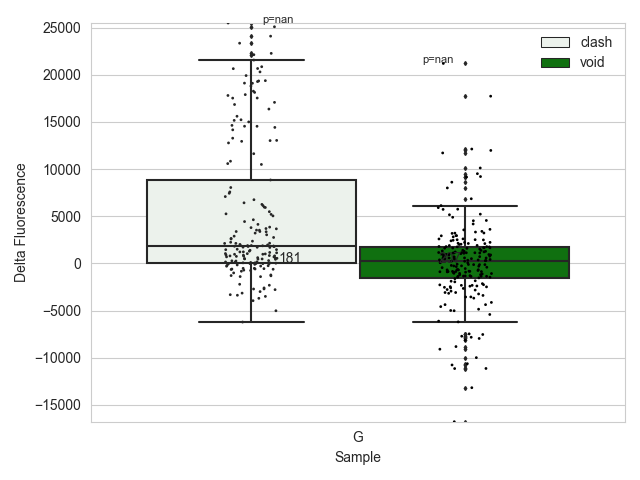 p=nan
p=nan
clash
void
25000
20000
15000
10000
5000
0
−5000
−10000
−15000
Delta Fluorescence
181
G
Sample